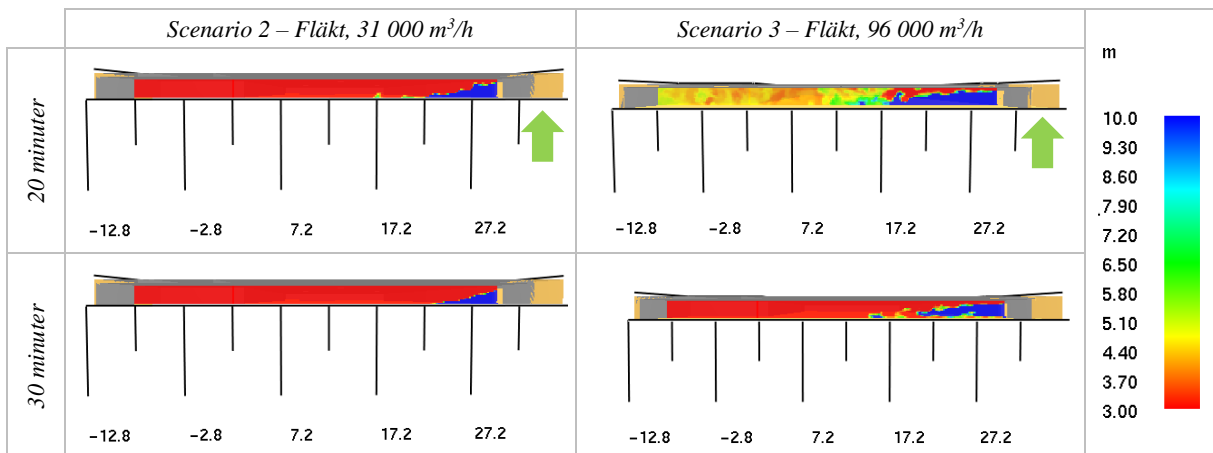 Scenario 2 – Fläkt, 31 000 m³/h
Scenario 3 – Fläkt, 96 000 m³/h
m
20 minuter
−12.8 −2.8 7.2 17.2 27.2
−12.8 −2.8 7.2 17.2 27.2
30 minuter
−12.8 −2.8 7.2 17.2 27.2
−12.8 −2.8 7.2 17.2 27.2
10.0
9.30
8.60
7.90
7.20
6.50
5.80
5.10
4.40
3.70
3.00